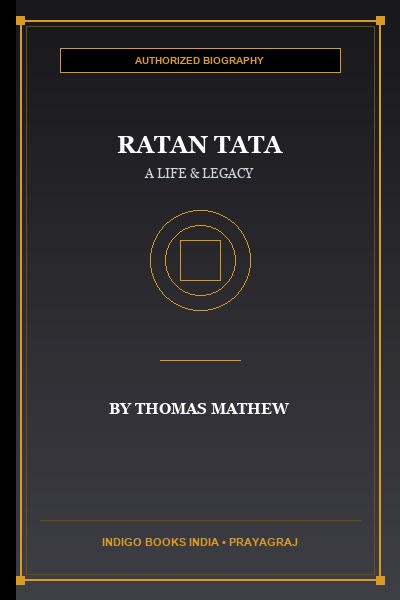 AUTHORIZED BIOGRAPHY
RATAN TATA
A LIFE & LEGACY
BY THOMAS MATHEW
INDIGO BOOKS INDIA • PRAYAGRAJ